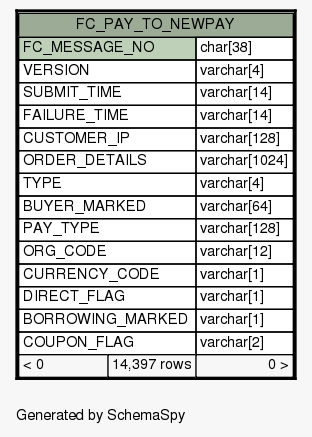 FC_PAY_TO_NEWPAY
FC_MESSAGE_NO char[38]
VERSION varchar[4]
SUBMIT_TIME varchar[14]
FAILURE_TIME varchar[14]
CUSTOMER_IP varchar[128]
ORDER_DETAILS varchar[1024]
TYPE varchar[4]
BUYER_MARKED varchar[64]
PAY_TYPE varchar[128]
ORG_CODE varchar[12]
CURRENCY_CODE varchar[1]
DIRECT_FLAG varchar[1]
BORROWING_MARKED varchar[1]
COUPON_FLAG varchar[2]
< 0 14,397 rows 0 >
Generated by SchemaSpy